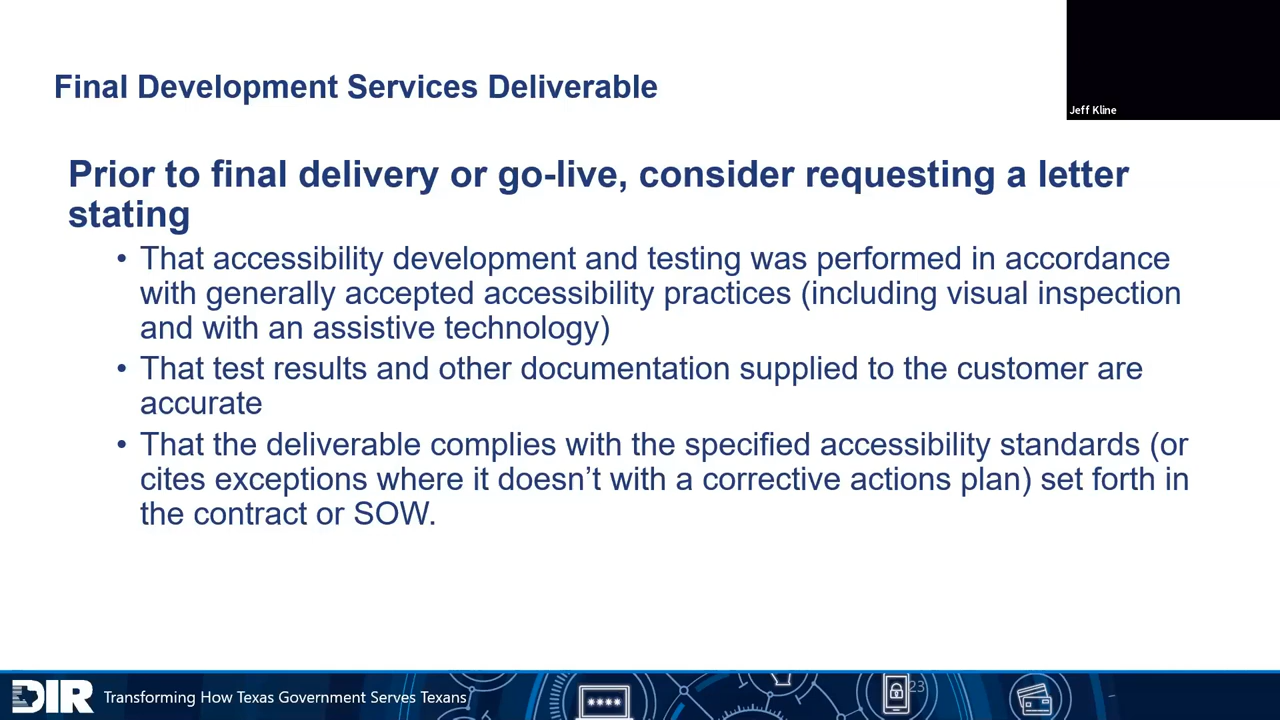 Jeff Kline
Final Development Services Deliverable
Prior to final delivery or go-live, consider requesting a letter
stating
• That accessibility development and testing was performed in accordance
with generally accepted accessibility practices (including visual inspection
and with an assistive technology)
• That test results and other documentation supplied to the customer are
accurate
• That the deliverable complies with the specified accessibility standards (or
cites exceptions where it doesn’t with a corrective actions plan) set forth in
the contract or SOW.
DIR Transforming How Texas Government Serves Texans
****
23